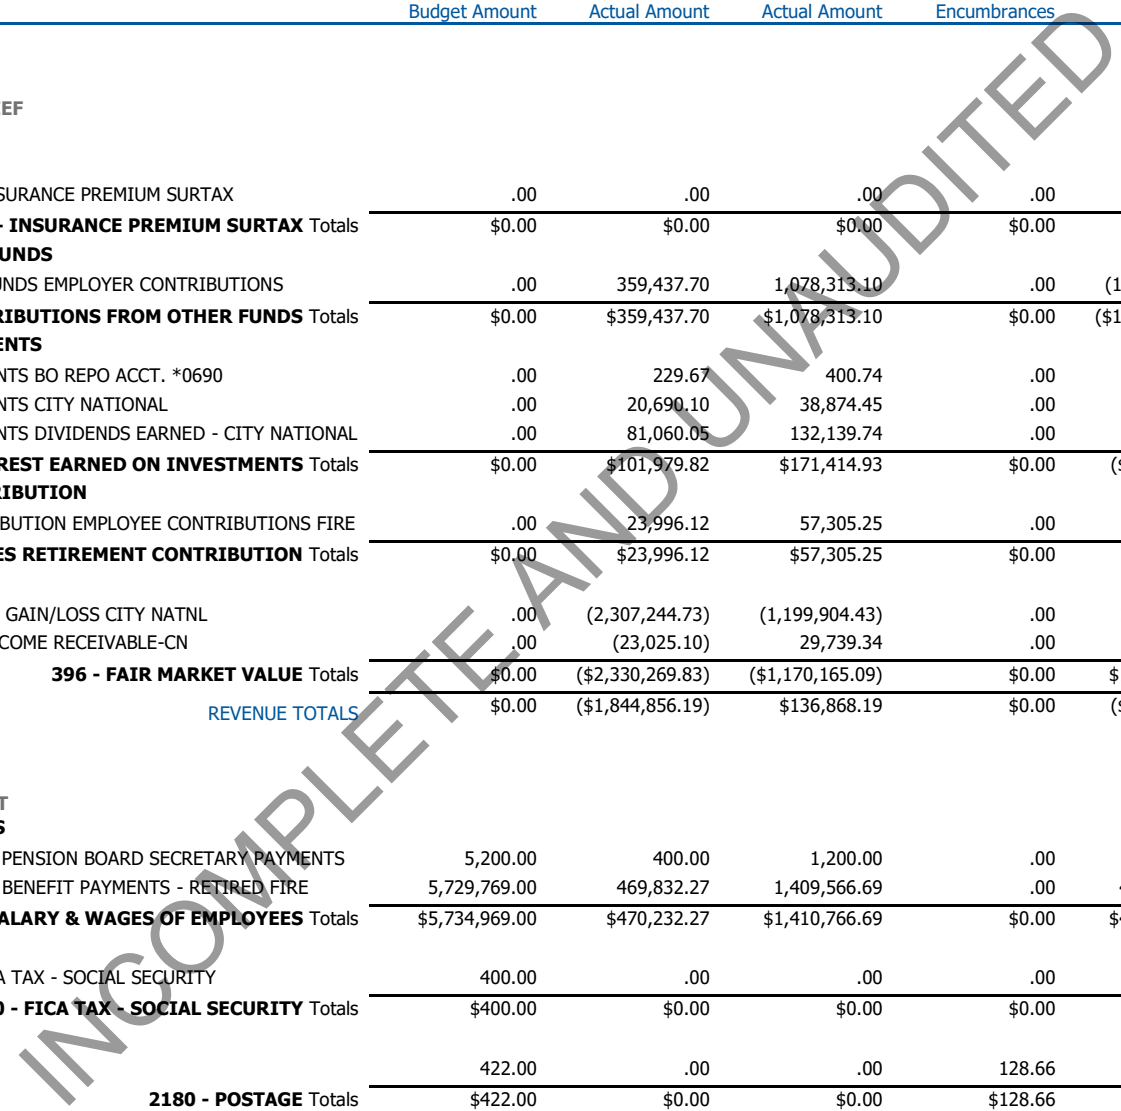 Budget Amount Actual Amount Actual Amount Encumbrances
EF
SURANCE PREMIUM SURTAX .00 .00 .00 .00
- INSURANCE PREMIUM SURTAX Totals $0.00 $0.00 $0.00 $0.00
UNDS
UNDS EMPLOYER CONTRIBUTIONS .00 359,437.70 1,078,313.10 .00 (1
RIBUTIONS FROM OTHER FUNDS Totals $0.00 $359,437.70 $1,078,313.10 $0.00 ($1
ENTS
NTS BO REPO ACCT. *0690 .00 229.67 400.74 .00
NTS CITY NATIONAL .00 20,690.10 38,874.45 .00
NTS DIVIDENDS EARNED - CITY NATIONAL .00 81,060.05 132,139.74 .00
REST EARNED ON INVESTMENTS Totals $0.00 $101,979.82 $171,414.93 $0.00 ($
RIBUTION
IBUTION EMPLOYEE CONTRIBUTIONS FIRE .00 23,996.12 57,305.25 .00
ES RETIREMENT CONTRIBUTION Totals $0.00 $23,996.12 $57,305.25 $0.00
GAIN/LOSS CITY NATNL .00 (2,307,244.73) (1,199,904.43) .00
COME RECEIVABLE-CN .00 (23,025.10) 29,739.34 .00
396 - FAIR MARKET VALUE Totals $0.00 ($2,330,269.83) ($1,170,165.09) $0.00 $
REVENUE TOTALS $0.00 ($1,844,856.19) $136,868.19 $0.00 ($
T
S
PENSION BOARD SECRETARY PAYMENTS 5,200.00 400.00 1,200.00 .00
BENEFIT PAYMENTS - RETIRED FIRE 5,729,769.00 469,832.27 1,409,566.69 .00 4
ALARY & WAGES OF EMPLOYEES Totals $5,734,969.00 $470,232.27 $1,410,766.69 $0.00 $4
A TAX - SOCIAL SECURITY 400.00 .00 .00 .00
0 - FICA TAX - SOCIAL SECURITY Totals $400.00 $0.00 $0.00 $0.00
422.00 .00 .00 128.66
2180 - POSTAGE Totals $422.00 $0.00 $0.00 $128.66
INCOMPLETE AND UNAUDITED